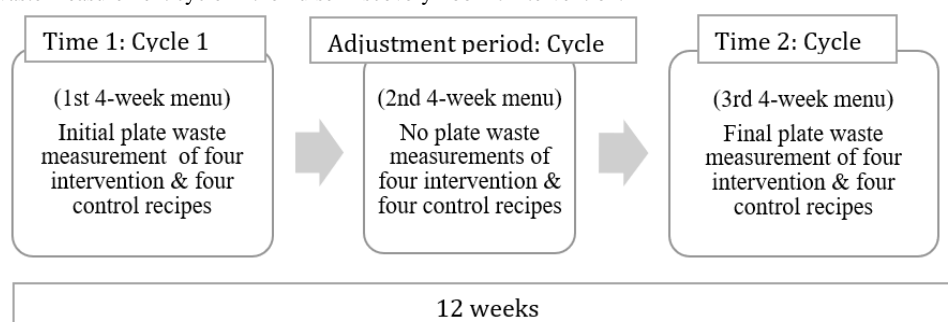 Time 1: Cycle 1
(1st 4-week menu)
Initial plate waste
measurement of four
intervention & four
control recipes
Adjustment period: Cycle
(2nd 4-week menu)
No plate waste
measurements of
four intervention &
four control recipes
Time 2: Cycle
(3rd 4-week menu)
Final plate waste
measurement of four
intervention & four
control recipes
12 weeks